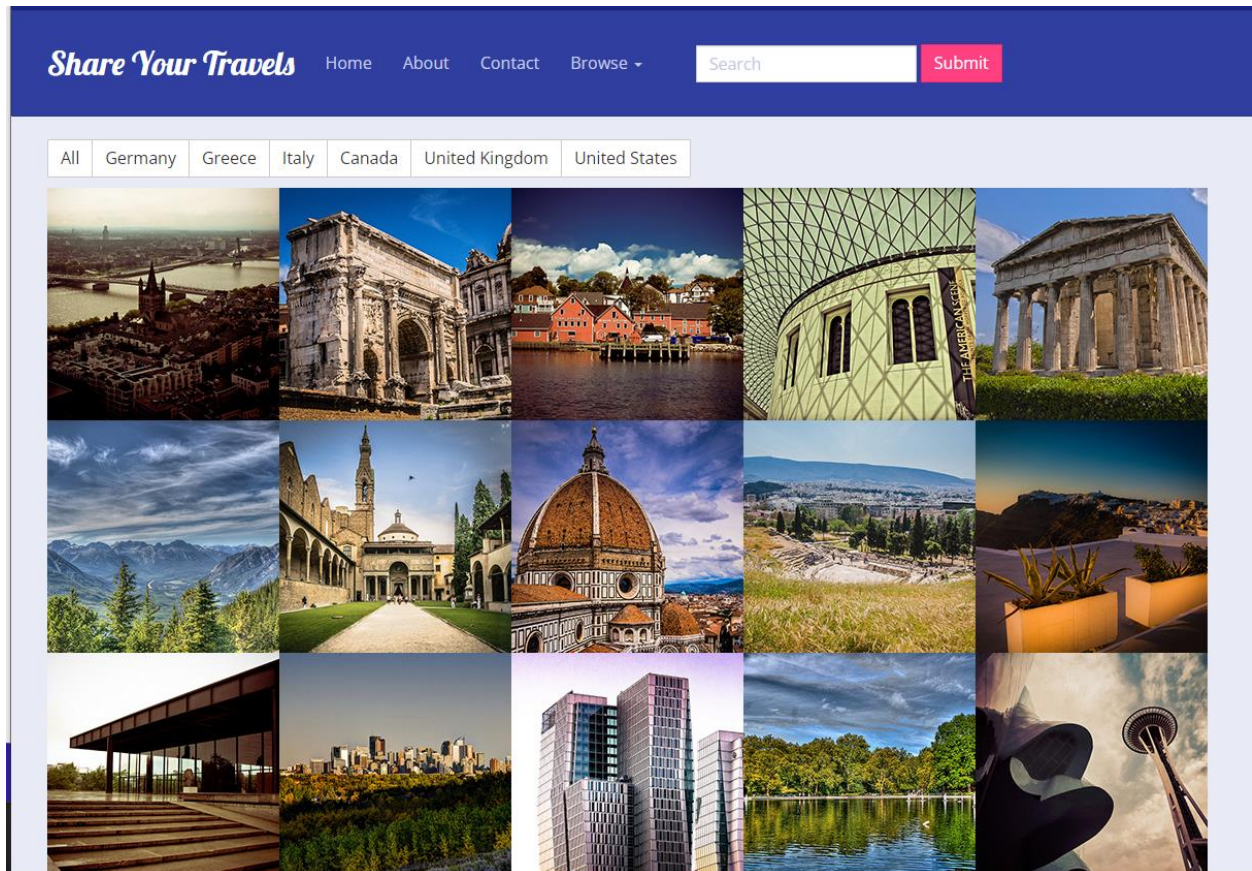 Share Your Travels Home About Contact Browse Search Submit
All Germany Greece Italy Canada United Kingdom United States
THE AMERICAN SCENE